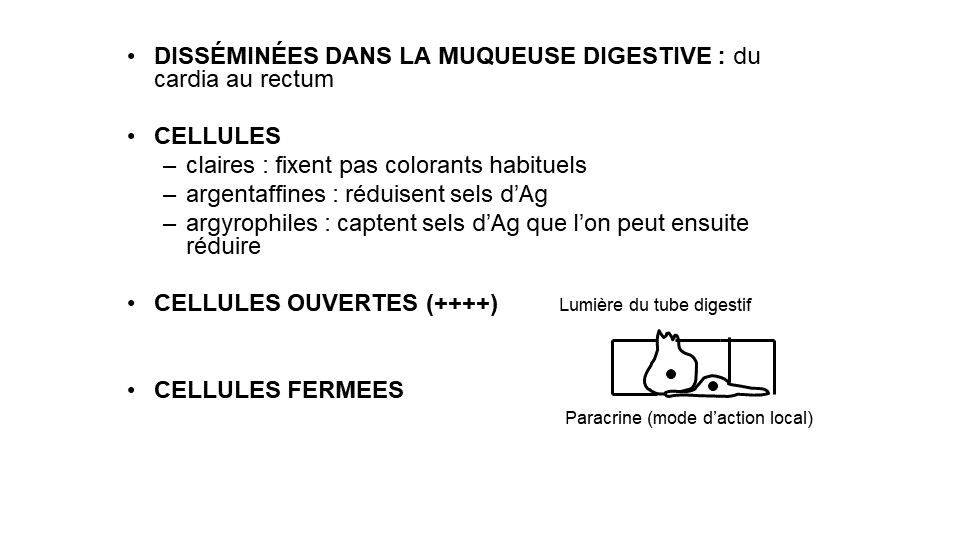 • DISSÉMINÉES DANS LA MUQUEUSE DIGESTIVE : du
cardia au rectum
• CELLULES
– claires : fixent pas colorants habituels
– argentaffines : réduisent sels d’Ag
– argyrophiles : captent sels d’Ag que l’on peut ensuite
réduire
• CELLULES OUVERTES (++++)
Lumière du tube digestif
• CELLULES FERMEES
Paracrine (mode d’action local)